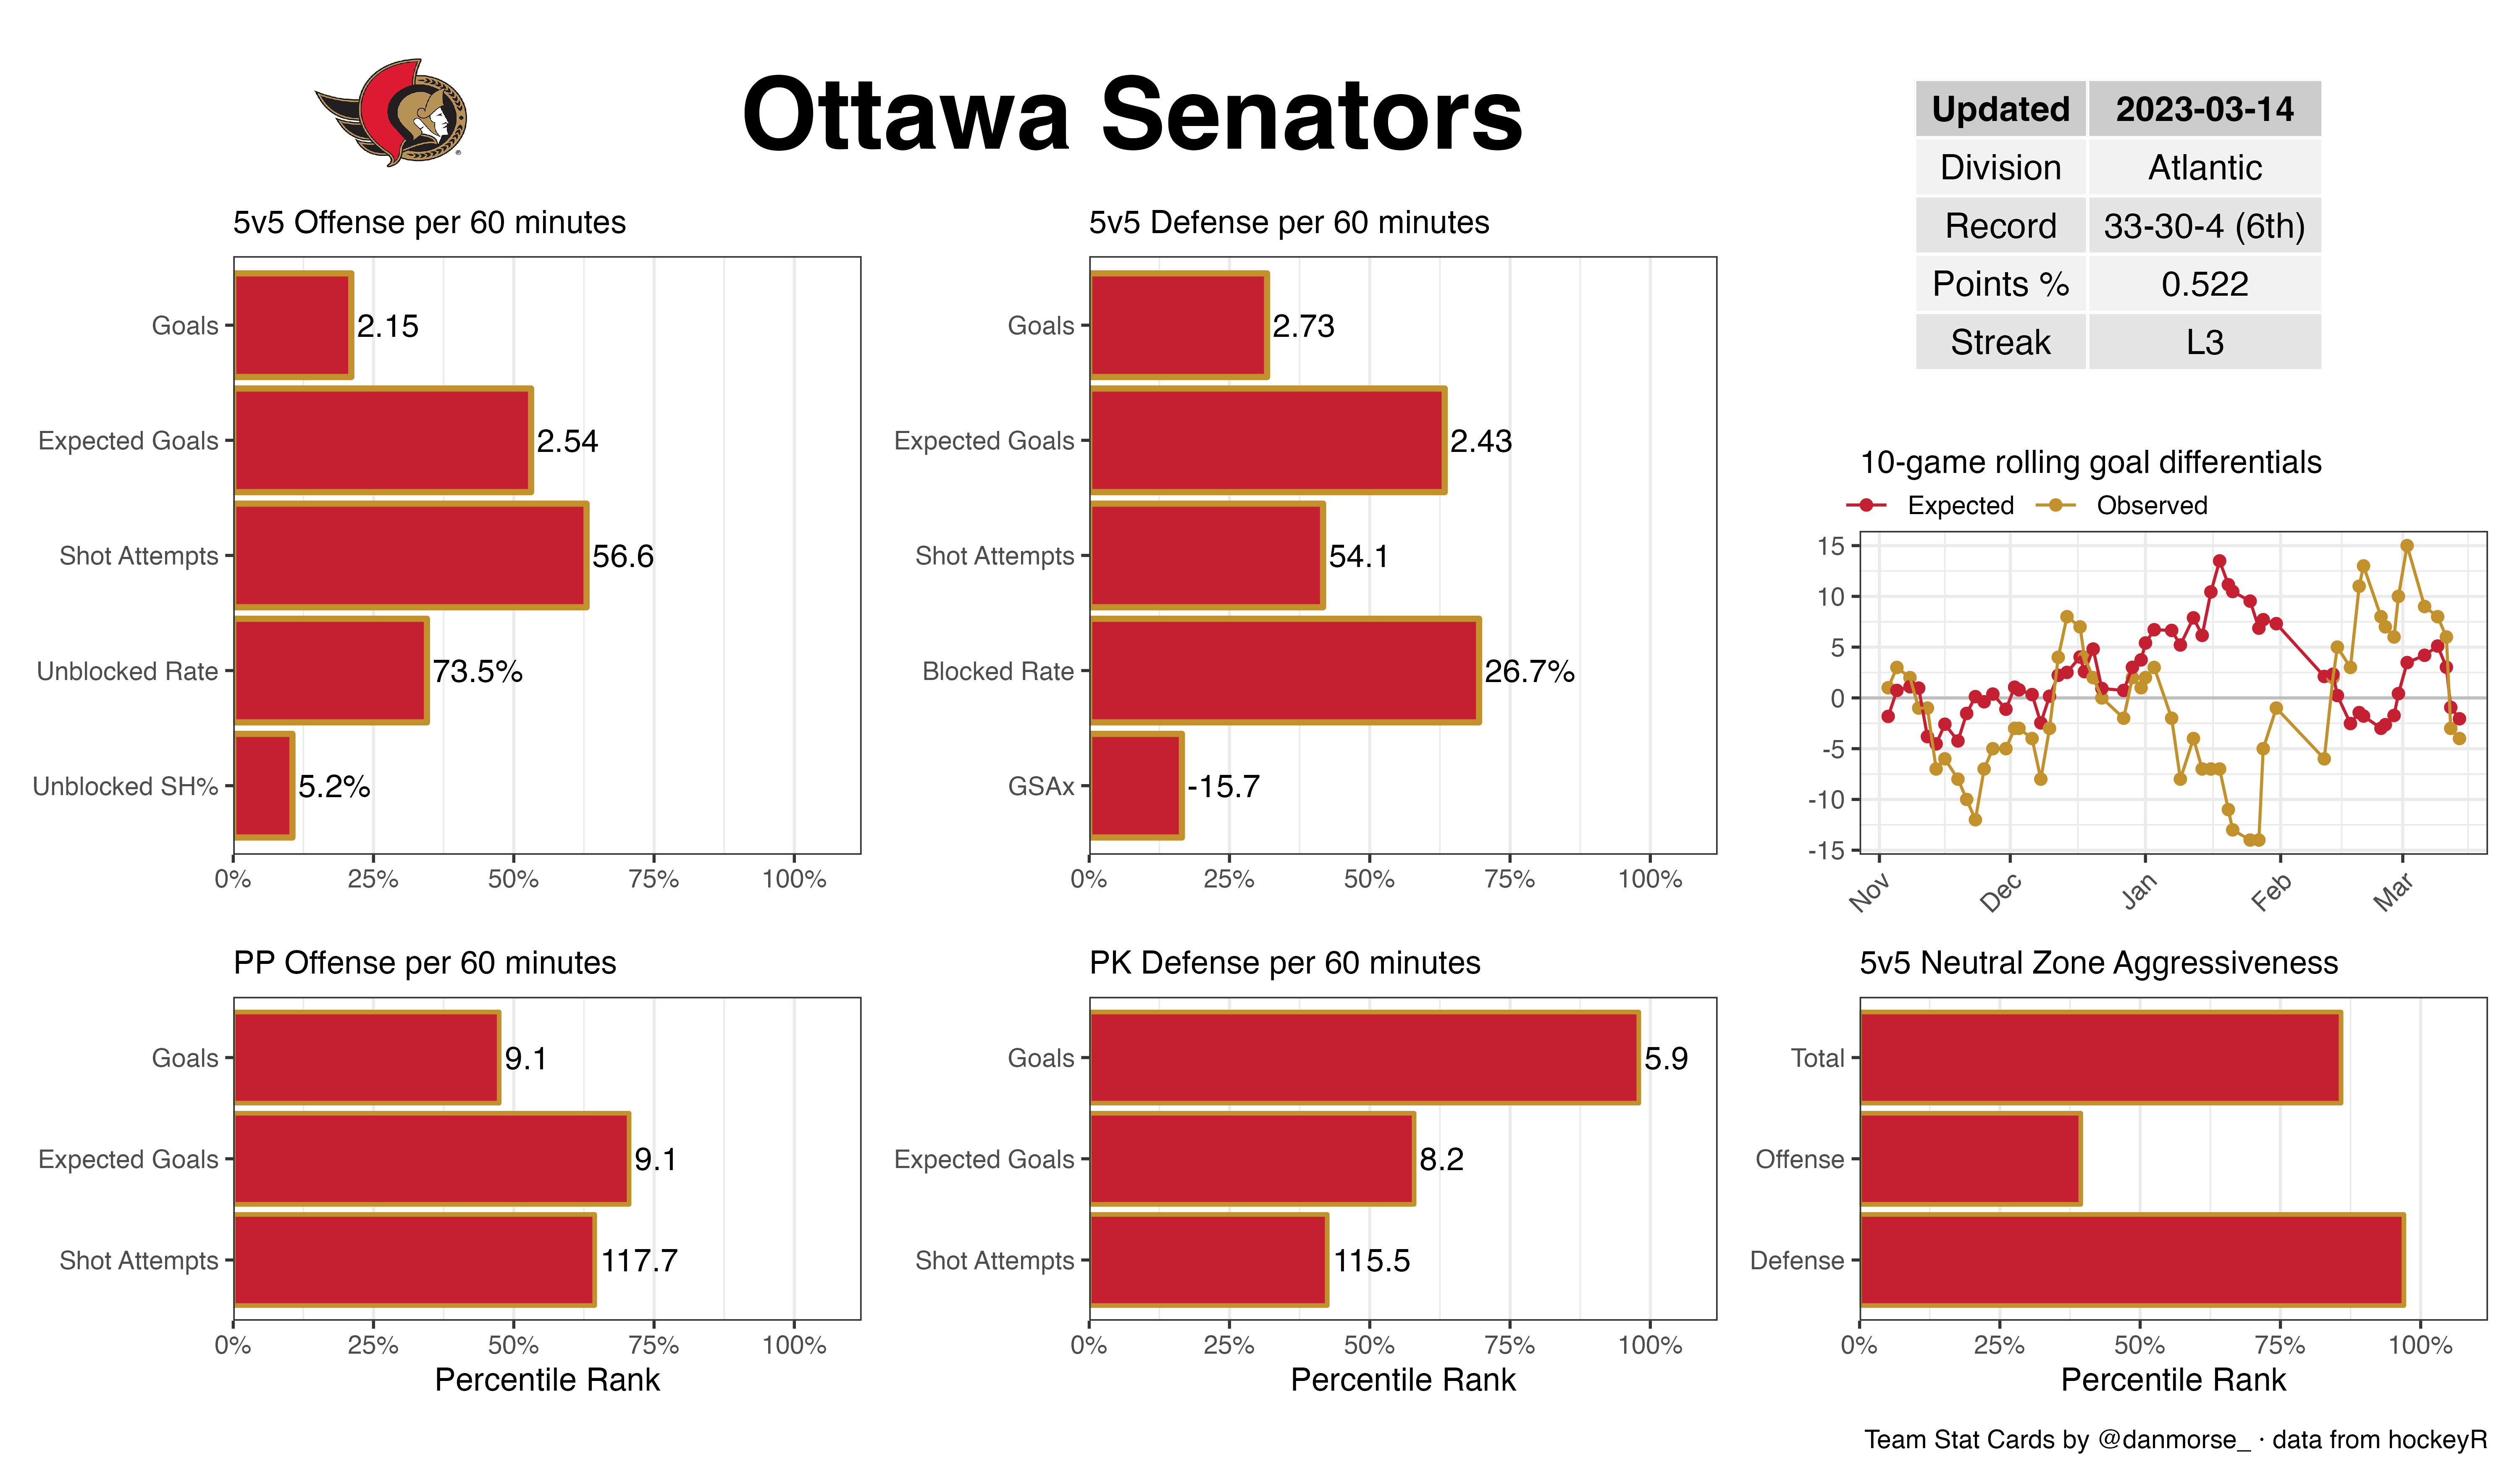 Ottawa Senators
Updated 2023-03-14
Division Atlantic
Record 33-30-4 (6th)
Points % 0.522
Streak L3
5v5 Offense per 60 minutes
Goals 2.15
Expected Goals 2.54
Shot Attempts 56.6
Unblocked Rate 73.5%
Unblocked SH% 5.2%
0% 25% 50% 75% 100%
5v5 Defense per 60 minutes
Goals 2.73
Expected Goals 2.43
Shot Attempts 54.1
Blocked Rate 26.7%
GSAx -15.7
0% 25% 50% 75% 100%
10-game rolling goal differentials
Expected Observed
15
10
5
0
-5
-10
-15
Nov Dec Jan Feb Mar
PP Offense per 60 minutes
Goals 9.1
Expected Goals 9.1
Shot Attempts 117.7
0% 25% 50% 75% 100%
Percentile Rank
PK Defense per 60 minutes
Goals 5.9
Expected Goals 8.2
Shot Attempts 115.5
0% 25% 50% 75% 100%
Percentile Rank
5v5 Neutral Zone Aggressiveness
Total
Offense
Defense
0% 25% 50% 75% 100%
Percentile Rank
Team Stat Cards by @danmorse_ · data from hockeyR